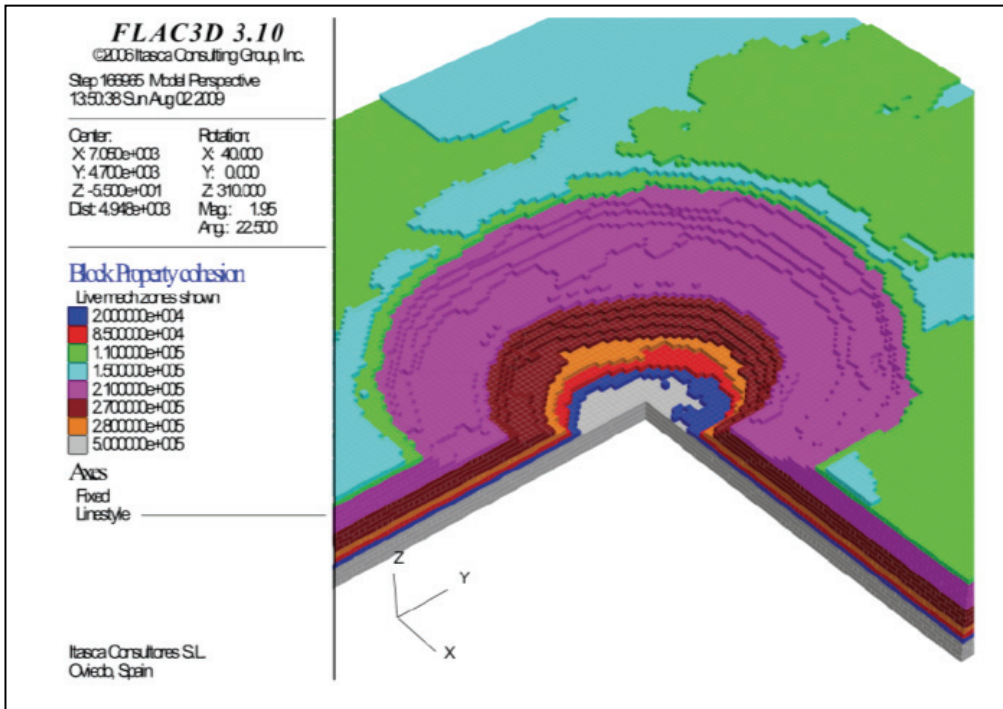 FLAC3D 3.10
©2006 Itasca Consulting Group, Inc.
Step 166965 Model Perspective
13:50:38 Sun Aug 02 2009
Center: Rotation:
X: 7.050e+003 X: 40.000
Y: 4.700e+003 Y: 0.000
Z: -5.500e+001 Z: 310.000
Dist: 4.948e+003 Mag.: 1.95
Ang.: 22.500
Block Property cohesion
Live mech zones shown
2.000000e+004
8.500000e+004
1.100000e+005
1.500000e+005
2.100000e+005
2.700000e+005
2.800000e+005
5.000000e+005
Axes
Fixed
Linestyle
Z
Y
X
Itasca Consultores S.L.
Oviedo, Spain